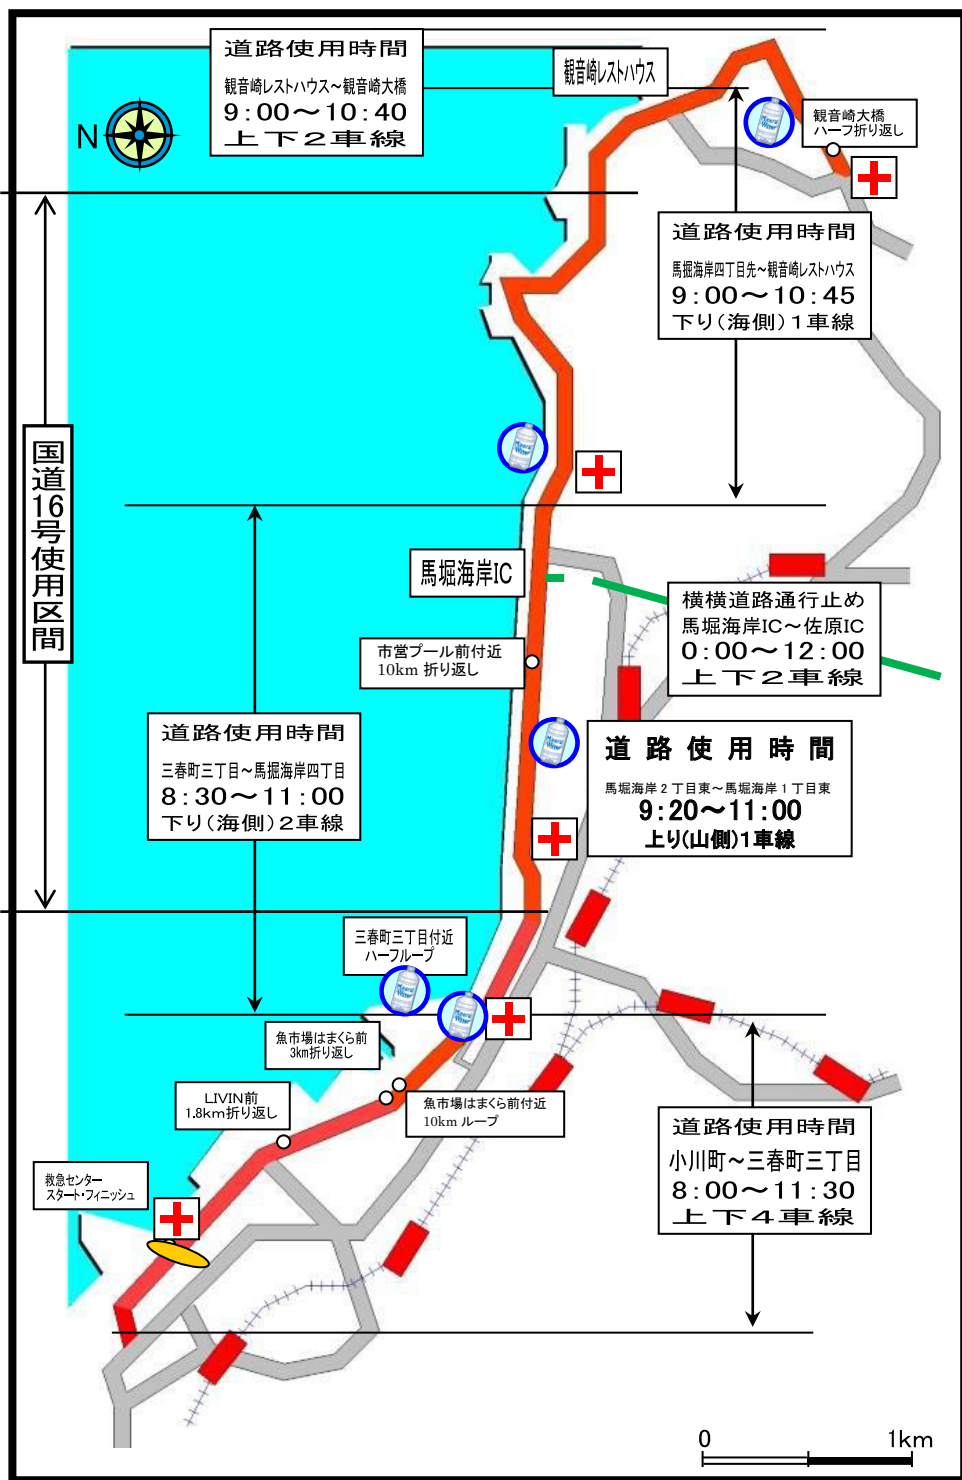 道路使用時間
観音崎レストハウス～観音崎大橋
9:00～10:40
上下２車線
観音崎レストハウス
N
観音崎大橋
ハーフ折り返し
道路使用時間
馬掘海岸四丁目先～観音崎レストハウス
9:00～10:45
下り(海側)１車線
国道16号使用区間
馬堀海岸IC
横横道路通行止め
馬堀海岸IC～佐原IC
0:00～12:00
上下２車線
市営プール前付近
10km 折り返し
道路使用時間
三春町三丁目～馬掘海岸四丁目
8:30～11:00
下り(海側)２車線
道路使用時間
馬堀海岸２丁目東～馬堀海岸１丁目東
9:20～11:00
上り(山側)1車線
三春町三丁目付近
ハーフループ
魚市場はまくら前
3km折り返し
LIVIN前
1.8km折り返し
魚市場はまくら前付近
10km ループ
道路使用時間
小川町～三春町三丁目
8:00～11:30
上下４車線
救急センター
スタート・フィニッシュ
0 1km